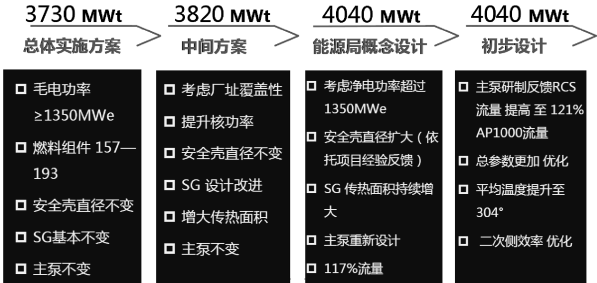 3730 MWt
总体实施方案
毛电功率
≥1350MWe
燃料组件 157—
193
安全壳直径不变
SG基本不变
主泵不变
3820 MWt
中间方案
考虑厂址覆盖性
提升核功率
安全壳直径不变
SG 设计改进
增大传热面积
主泵不变
4040 MWt
能源局概念设计
考虑净电功率超过
1350MWe
安全壳直径扩大（依
托项目经验反馈）
SG 传热面积持续增
大
主泵重新设计
117%流量
4040 MWt
初步设计
主泵研制反馈RCS
流量 提高 至 121%
AP1000流量
总参数更加 优化
平均温度提升至
304°
二次侧效率 优化